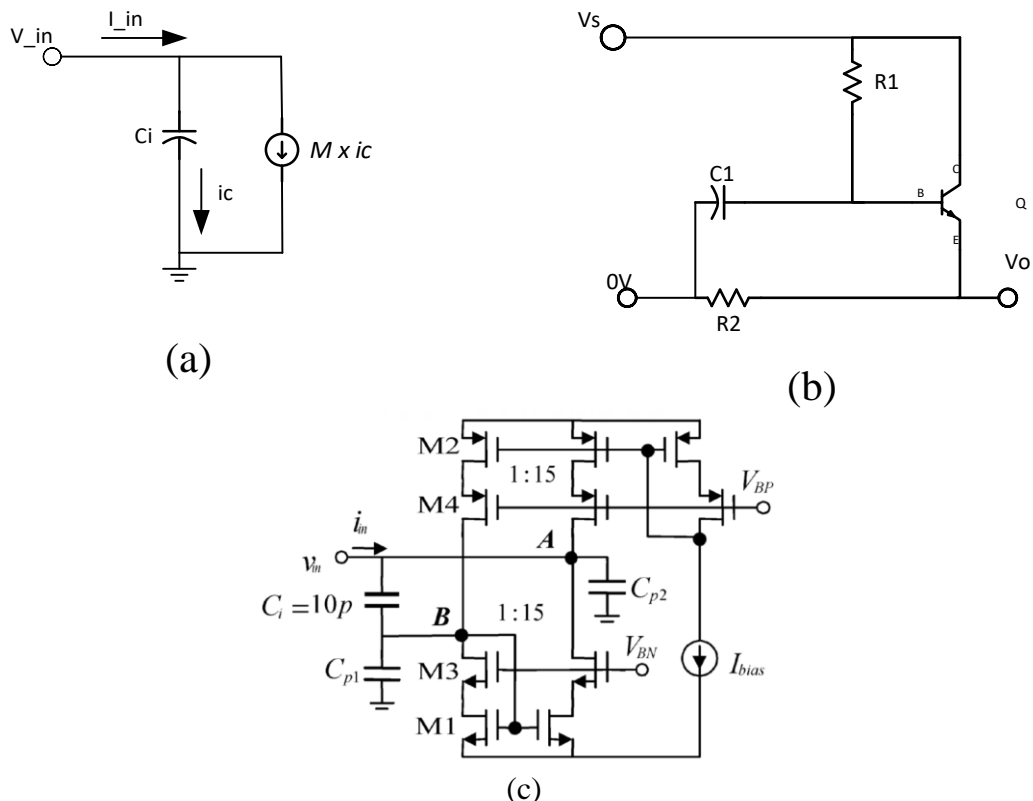 I_in
V_in
Ci
M x ic
ic
(a)
Vs
R1
C1
C
B
Q
E
0V
Vo
R2
(b)
M2
1:15
M4
V_BP
i_in
A
v_in
C_i = 10p
C_p2
B
1:15
V_BN
C_p1
M3
I_bias
M1
(c)